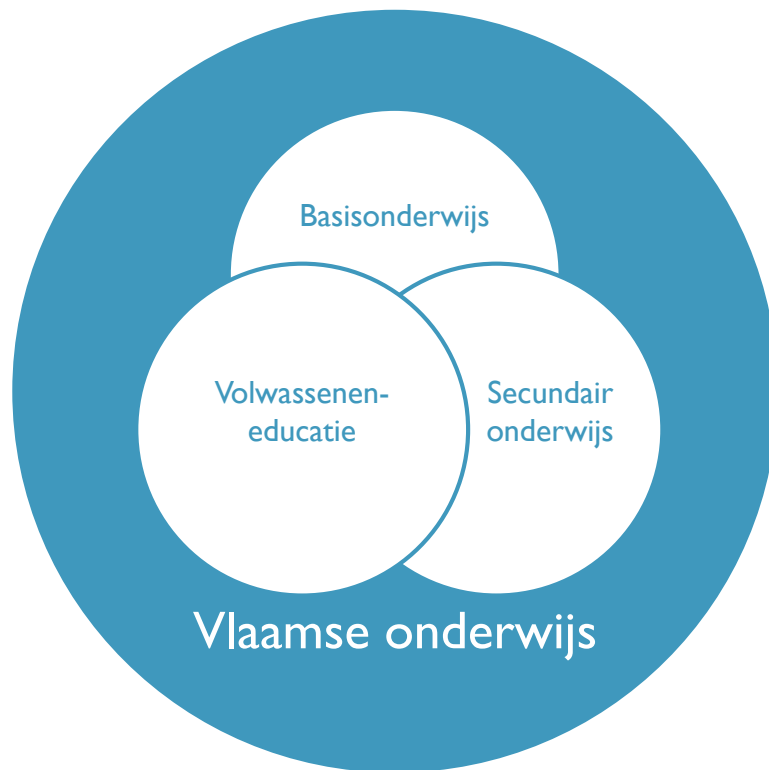 Basisonderwijs
Volwassenen-
educatie
Secundair
onderwijs
Vlaamse onderwijs